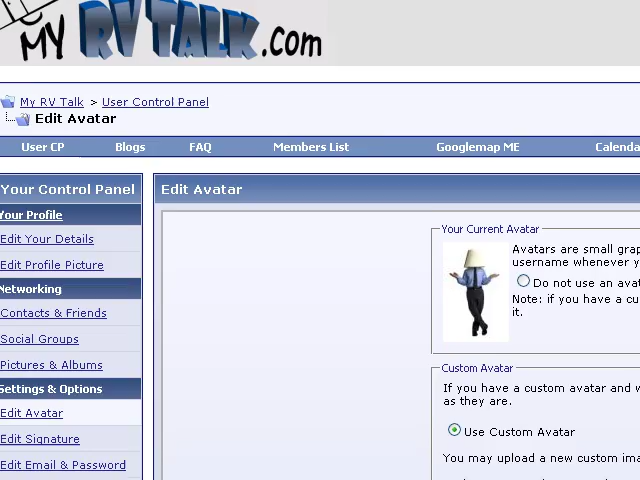 MY RV TALK.com
My RV Talk > User Control Panel
Edit Avatar
User CP Blogs FAQ Members List Googlemap ME Calenda
Your Control Panel
Your Profile
Edit Your Details
Edit Profile Picture
Networking
Contacts & Friends
Social Groups
Pictures & Albums
Settings & Options
Edit Avatar
Edit Signature
Edit Email & Password
Edit Avatar
Your Current Avatar
Avatars are small grap
username whenever y
Do not use an avat
Note: if you have a cu
it.
Custom Avatar
If you have a custom avatar and w
as they are.
Use Custom Avatar
You may upload a new custom ima